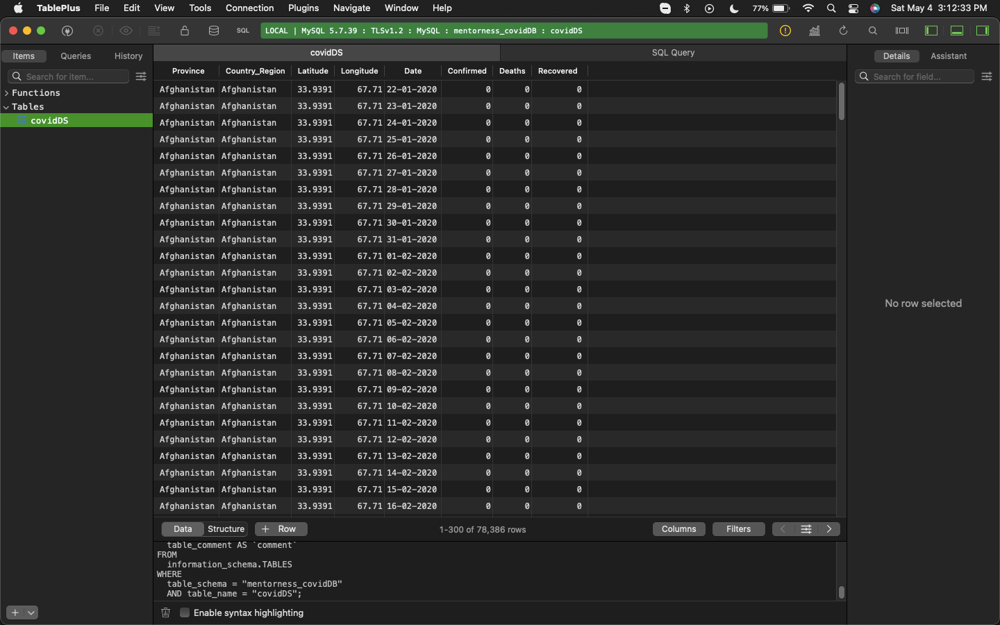 TablePlus File Edit View Tools Connection Plugins Navigate Window Help 77% Sat May 4 3:12:33 PM
SQL LOCAL | MySQL 5.7.39 : TLSv1.2 : MySQL : mentorness_covidDB : covidDS
Items Queries History
Search for item...
Functions
Tables
covidDS
covidDS SQL Query
Province Country_Region Latitude Longitude Date Confirmed Deaths Recovered
Afghanistan Afghanistan 33.9391 67.71 22-01-2020 0 0 0
Afghanistan Afghanistan 33.9391 67.71 23-01-2020 0 0 0
Afghanistan Afghanistan 33.9391 67.71 24-01-2020 0 0 0
Afghanistan Afghanistan 33.9391 67.71 25-01-2020 0 0 0
Afghanistan Afghanistan 33.9391 67.71 26-01-2020 0 0 0
Afghanistan Afghanistan 33.9391 67.71 27-01-2020 0 0 0
Afghanistan Afghanistan 33.9391 67.71 28-01-2020 0 0 0
Afghanistan Afghanistan 33.9391 67.71 29-01-2020 0 0 0
Afghanistan Afghanistan 33.9391 67.71 30-01-2020 0 0 0
Afghanistan Afghanistan 33.9391 67.71 31-01-2020 0 0 0
Afghanistan Afghanistan 33.9391 67.71 01-02-2020 0 0 0
Afghanistan Afghanistan 33.9391 67.71 02-02-2020 0 0 0
Afghanistan Afghanistan 33.9391 67.71 03-02-2020 0 0 0
Afghanistan Afghanistan 33.9391 67.71 04-02-2020 0 0 0
Afghanistan Afghanistan 33.9391 67.71 05-02-2020 0 0 0
Afghanistan Afghanistan 33.9391 67.71 06-02-2020 0 0 0
Afghanistan Afghanistan 33.9391 67.71 07-02-2020 0 0 0
Afghanistan Afghanistan 33.9391 67.71 08-02-2020 0 0 0
Afghanistan Afghanistan 33.9391 67.71 09-02-2020 0 0 0
Afghanistan Afghanistan 33.9391 67.71 10-02-2020 0 0 0
Afghanistan Afghanistan 33.9391 67.71 11-02-2020 0 0 0
Afghanistan Afghanistan 33.9391 67.71 12-02-2020 0 0 0
Afghanistan Afghanistan 33.9391 67.71 13-02-2020 0 0 0
Afghanistan Afghanistan 33.9391 67.71 14-02-2020 0 0 0
Afghanistan Afghanistan 33.9391 67.71 15-02-2020 0 0 0
Afghanistan Afghanistan 33.9391 67.71 16-02-2020 0 0 0
Data Structure + Row 1-300 of 78,386 rows Columns Filters
table_comment AS `comment`
FROM
information_schema.TABLES
WHERE
table_schema = "mentorness_covidDB"
AND table_name = "covidDS";
Enable syntax highlighting
Details Assistant
Search for field...
No row selected